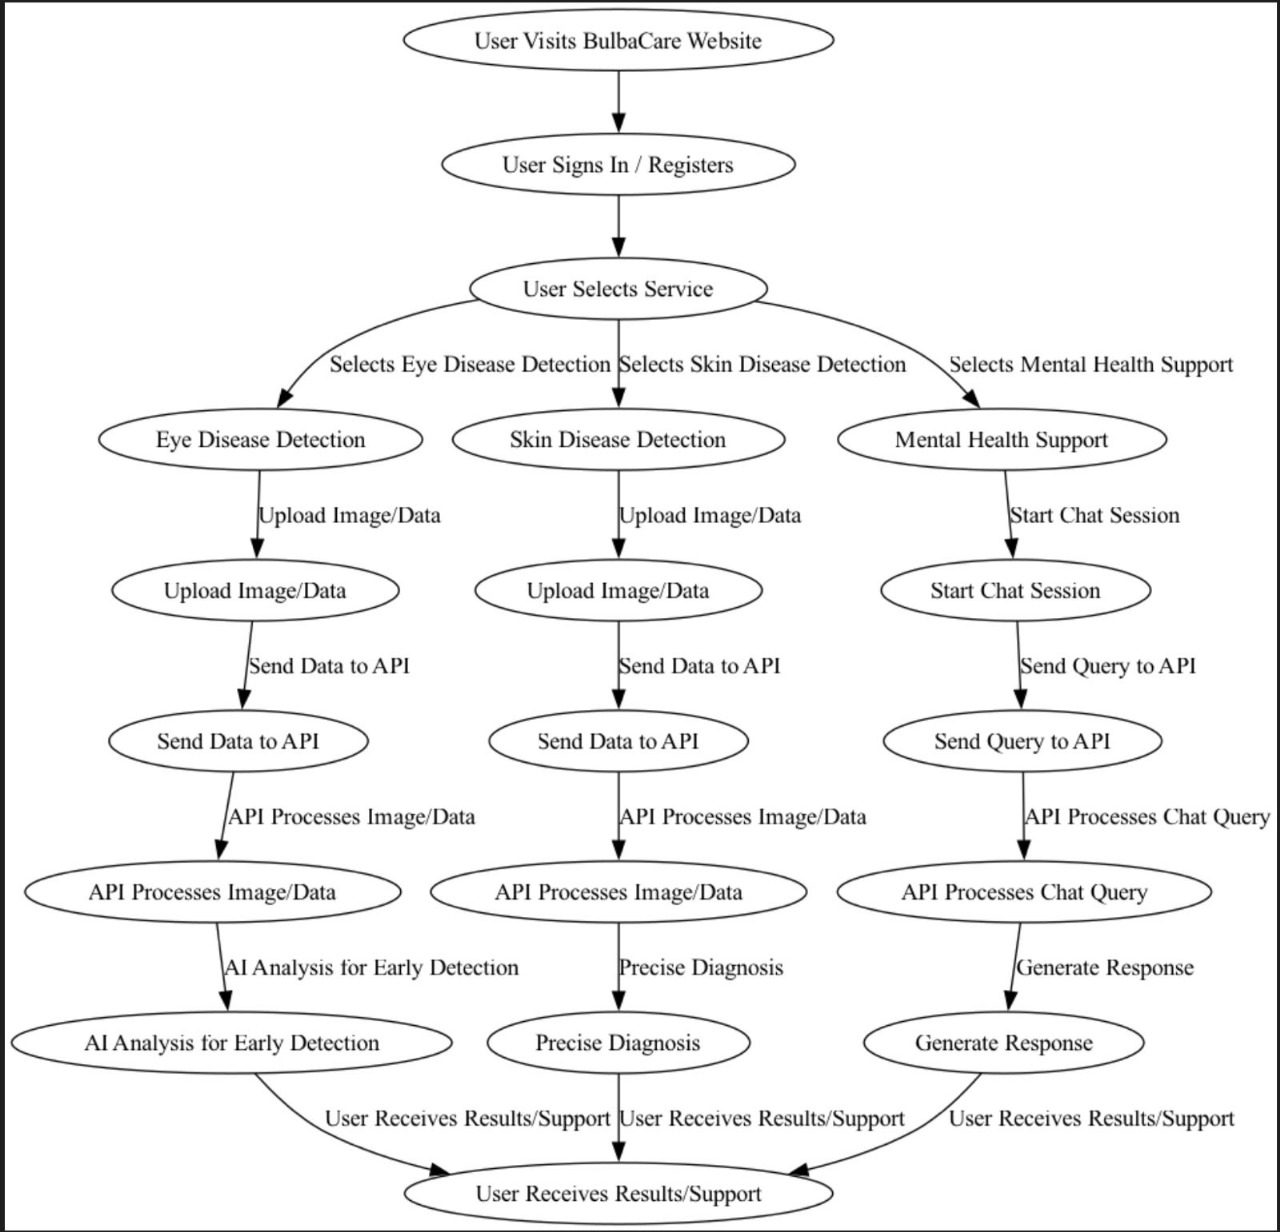 User Visits BulbaCare Website
User Signs In / Registers
User Selects Service
Selects Eye Disease Detection
Selects Skin Disease Detection
Selects Mental Health Support
Eye Disease Detection
Skin Disease Detection
Mental Health Support
Upload Image/Data
Upload Image/Data
Start Chat Session
Upload Image/Data
Upload Image/Data
Start Chat Session
Send Data to API
Send Data to API
Send Query to API
Send Data to API
Send Data to API
Send Query to API
API Processes Image/Data
API Processes Image/Data
API Processes Chat Query
API Processes Image/Data
API Processes Image/Data
API Processes Chat Query
AI Analysis for Early Detection
Precise Diagnosis
Generate Response
AI Analysis for Early Detection
Precise Diagnosis
Generate Response
User Receives Results/Support
User Receives Results/Support
User Receives Results/Support
User Receives Results/Support